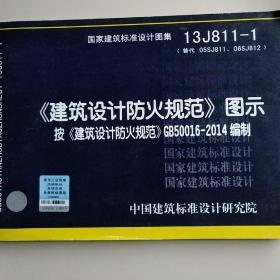 国家建筑标准设计图集 13J811-1
（替代 05SJ811、06SJ812）
《建筑设计防火规范》图示
按《建筑设计防火规范》GB50016-2014 编制
国家建筑标准设计
国家建筑标准设计
国家建筑标准设计
国家建筑标准设计
中国建筑标准设计研究院